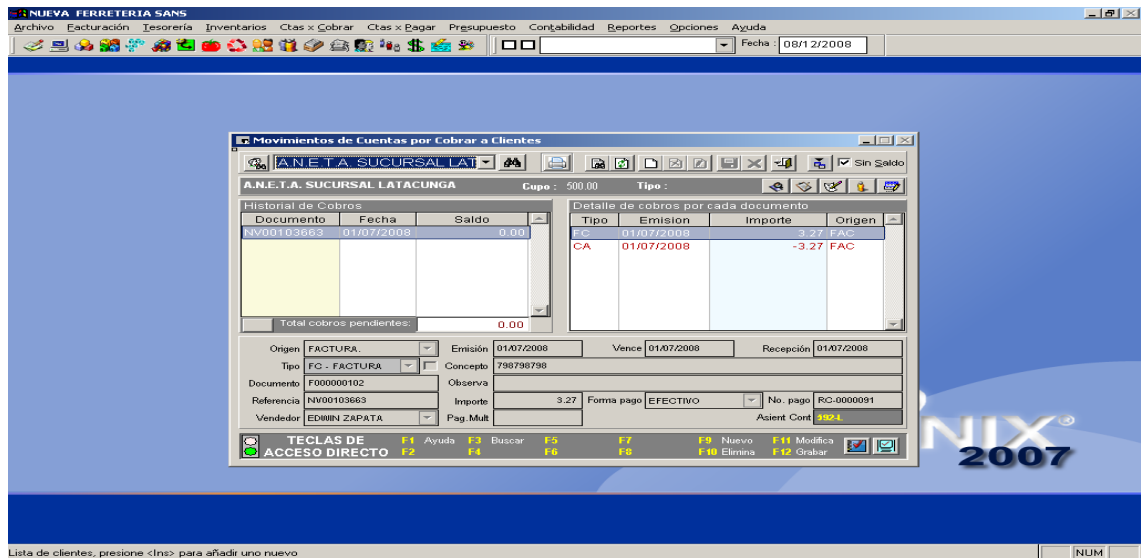 NUEVA FERRETERIA SANS
Archivo Facturación Tesorería Inventarios Ctas x Cobrar Ctas x Pagar Presupuesto Contabilidad Reportes Opciones Ayuda
Fecha : 08/12/2008
Movimientos de Cuentas por Cobrar a Clientes
A.N.E.T.A. SUCURSAL LAT Sin Saldo
A.N.E.T.A. SUCURSAL LATACUNGA Cupo : 500.00 Tipo :
Historial de Cobros Detalle de cobros por cada documento
Documento Fecha Saldo Tipo Emision Importe Origen
NV00103663 01/07/2008 0.00 FC 01/07/2008 3.27 FAC
CA 01/07/2008 -3.27 FAC
Total cobros pendientes: 0.00
Origen FACTURA. Emisión 01/07/2008 Vence 01/07/2008 Recepción 01/07/2008
Tipo FC - FACTURA Concepto 798798798
Documento F000000102 Observa
Referencia NV00103663 Importe 3.27 Forma pago EFECTIVO No. pago RC-0000091
Vendedor EDWIN ZAPATA Pag.Mult Asient Cont 192-L
TECLAS DE F1 Ayuda F3 Buscar F5 F7 F9 Nuevo F11 Modifica
ACCESO DIRECTO F2 F4 F6 F8 F10 Elimina F12 Grabar
NIX®
2007
Lista de clientes, presione <Ins> para añadir uno nuevo NUM